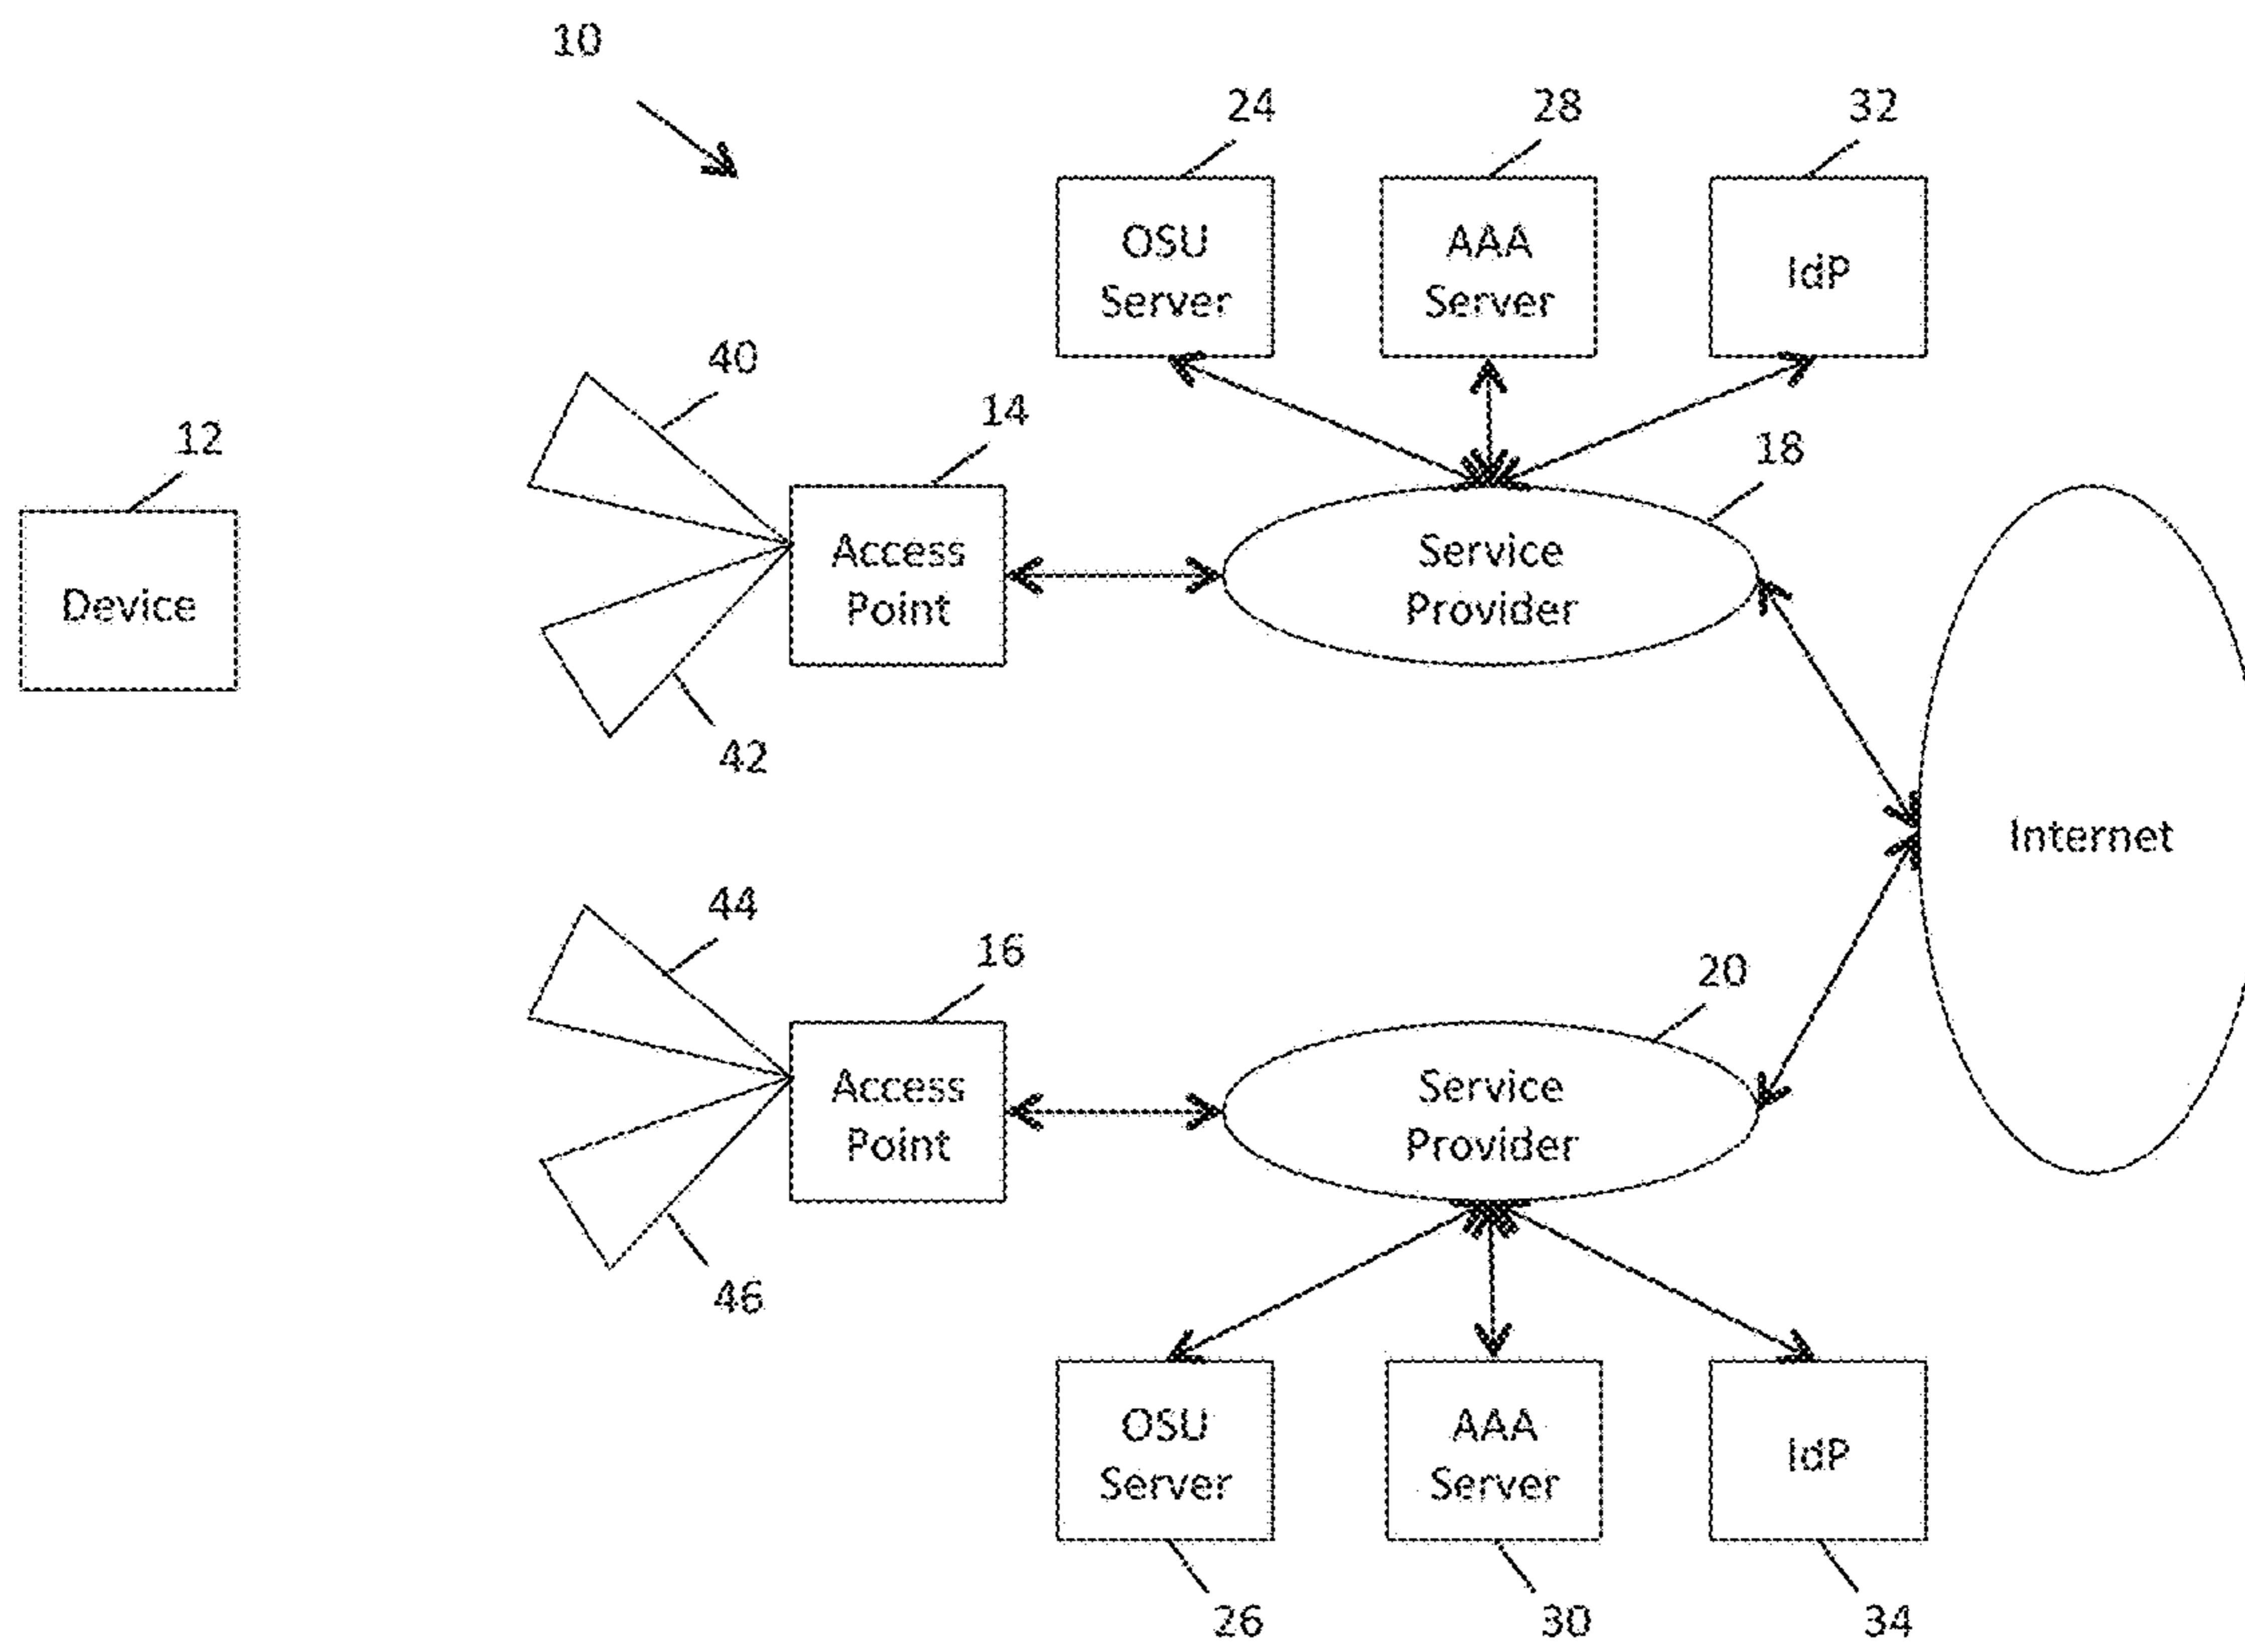 10
24
28
32
OSU
Server
AAA
Server
IdP
40
14
12
18
Device
Access
Point
Service
Provider
42
Internet
44
16
20
Access
Point
Service
Provider
46
OSU
Server
AAA
Server
IdP
26
30
34